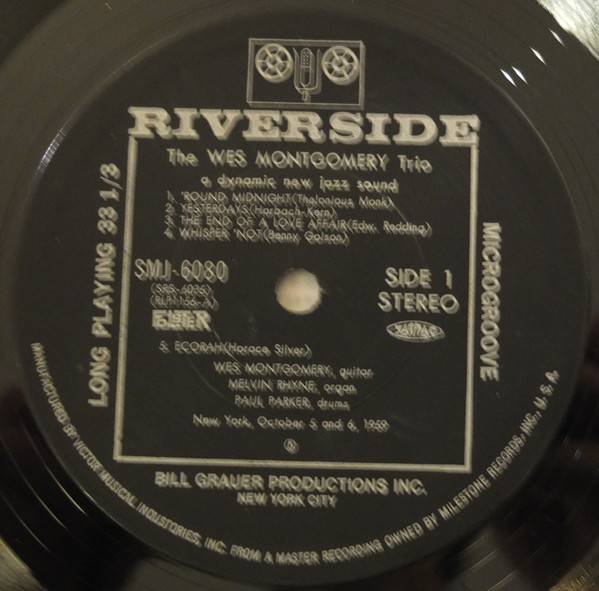 RIVERSIDE
The WES MONTGOMERY Trio
a dynamic new jazz sound
1. 'ROUND MIDNIGHT(Thelonious Monk)
2. YESTERDAYS(Harbach-Kern)
3. THE END OF A LOVE AFFAIR(Edw. Redding)
4. WHISPER 'NOT(Benny Golson)
SMJ-6080
(SRS-6035)
(RLP1156-A)
SIDE 1
STEREO
5. ECORAH(Horace Silver)
WES MONTGOMERY, guitar
MELVIN RHYNE, organ
PAUL PARKER, drums
New York, October 5 and 6, 1959
LONG PLAYING 33 1/3
MICROGROOVE
BILL GRAUER PRODUCTIONS INC.
NEW YORK CITY
MANUFACTURED BY VICTOR MUSICAL INDUSTRIES, INC. FROM A MASTER RECORDING OWNED BY MILESTONE RECORDS, INC., U.S.A.